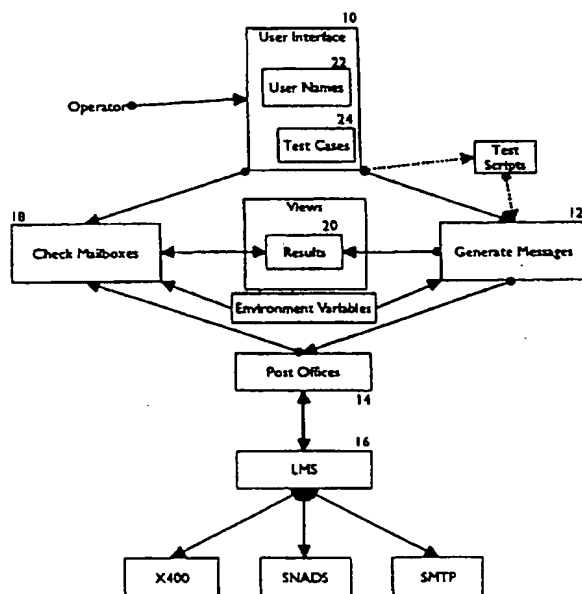 10
User Interface
22
User Names
Operator
24
Test Cases
Test
Scripts
18
Views
12
20
Check Mailboxes
Results
Generate Messages
Environment Variables
Post Offices
14
16
LMS
X400
SNADS
SMTP